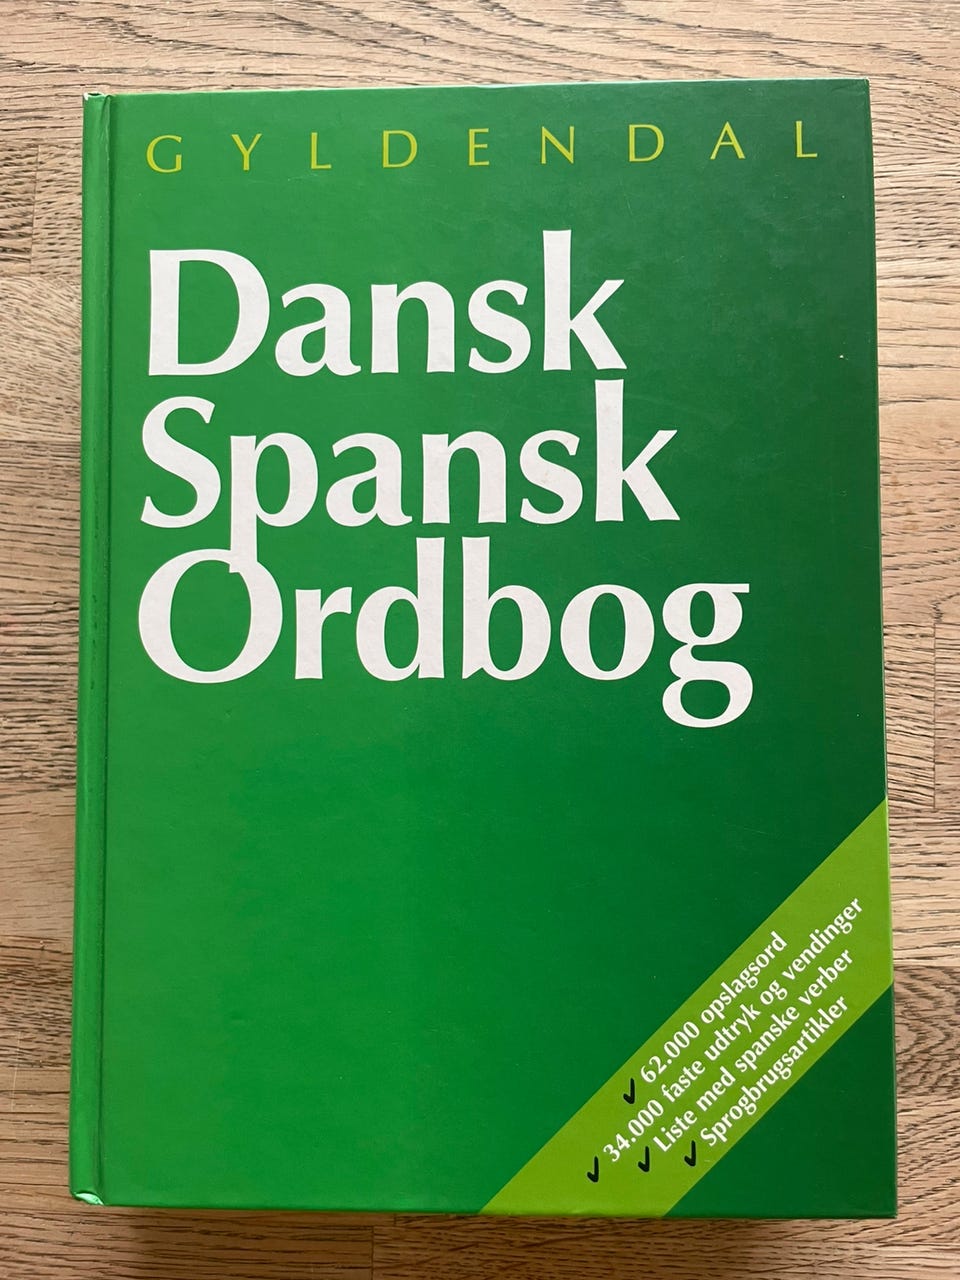 GYLDENDAL
Dansk
Spansk
Ordbog
62.000 opslagsord
34.000 faste udtryk og vendinger
Liste med spanske verber
Sprogbrugsartikler